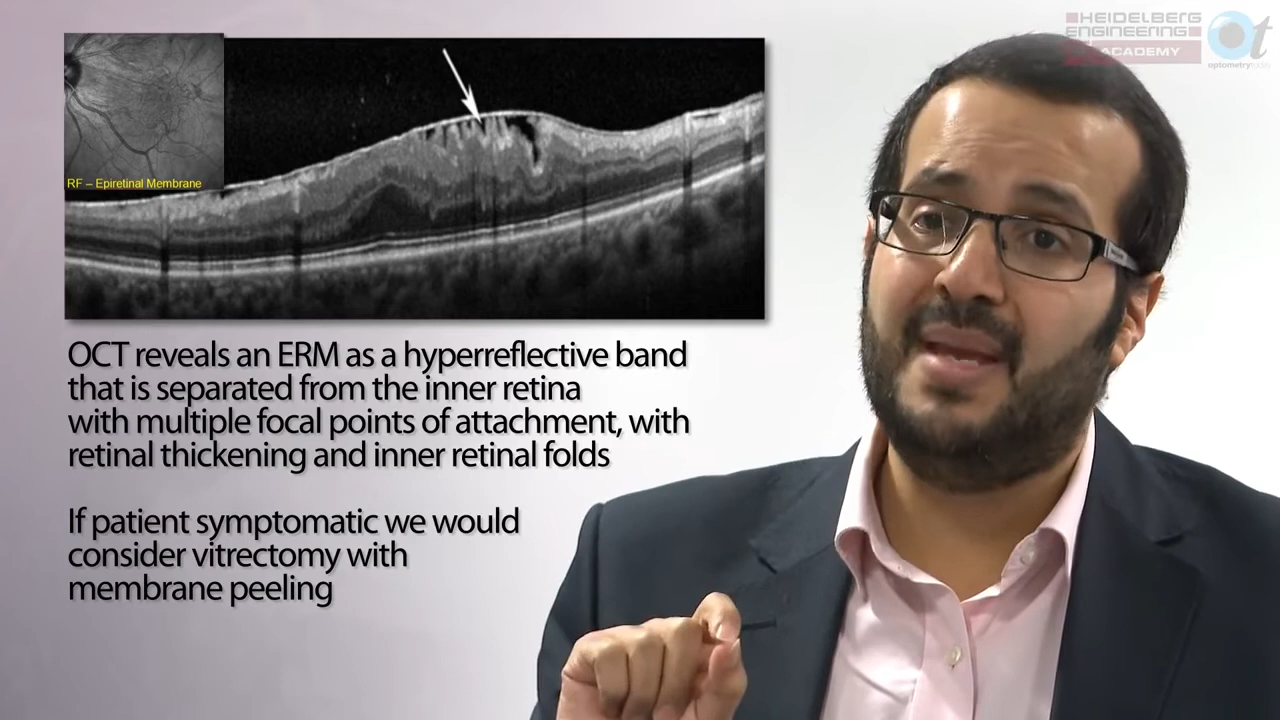 HEIDELBERG
ENGINEERING
ACADEMY
optometrytoday
RF – Epiretinal Membrane
OCT reveals an ERM as a hyperreflective band
that is separated from the inner retina
with multiple focal points of attachment, with
retinal thickening and inner retinal folds
If patient symptomatic we would
consider vitrectomy with
membrane peeling